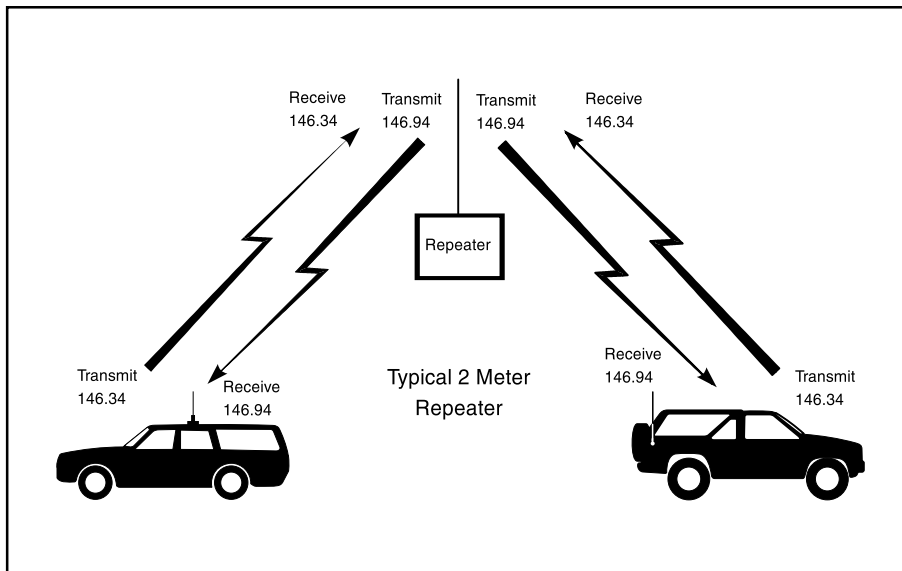 Receive
146.34
Transmit
146.94
Transmit
146.94
Receive
146.34
Repeater
Transmit
146.34
Receive
146.94
Typical 2 Meter
Repeater
Receive
146.94
Transmit
146.34